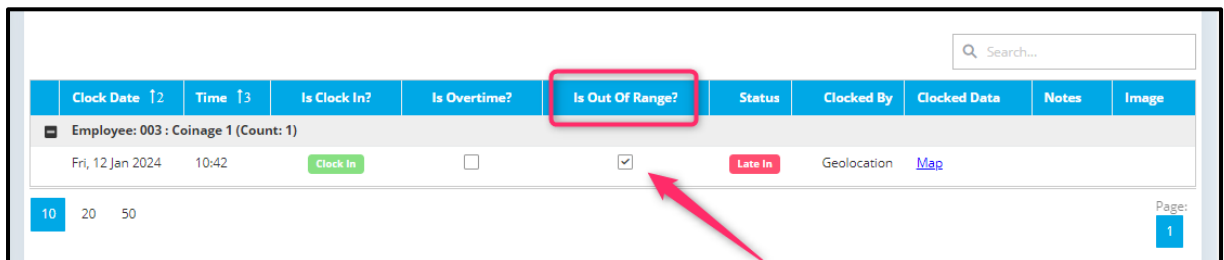 Search...
Clock Date 2 Time 3 Is Clock In? Is Overtime? Is Out Of Range? Status Clocked By Clocked Data Notes Image
Employee: 003 : Coinage 1 (Count: 1)
Fri, 12 Jan 2024 10:42 Clock In Late In Geolocation Map
10 20 50 Page:
1